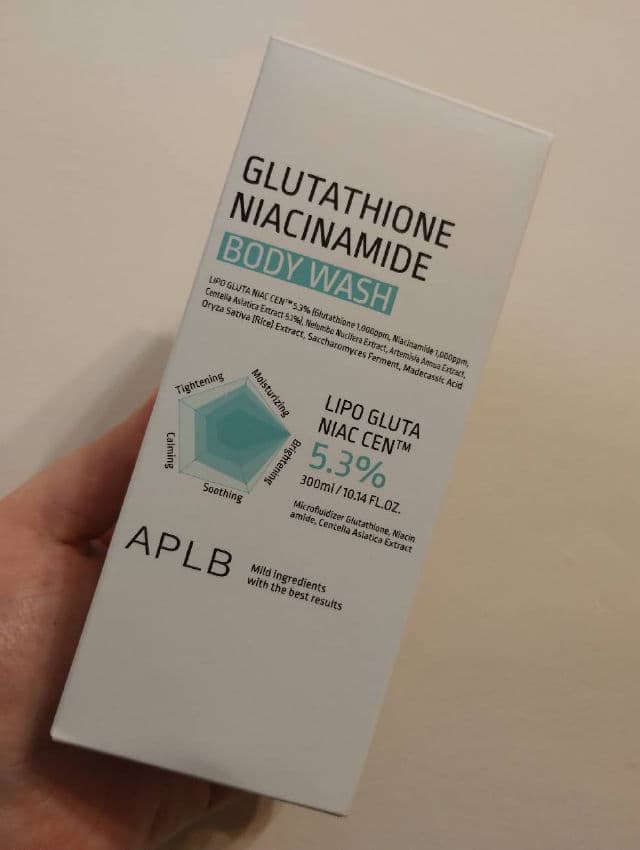 GLUTATHIONE
NIACINAMIDE
BODY WASH
LIPO GLUTA NIAC CEN™ 5.3% (Glutathione 1,000ppm, Niacinamide 1,000ppm,
Centella Asiatica Extract 5.1%), Nelumbo Nucifera Extract, Artemisia Annua Extract,
Oryza Sativa (Rice) Extract, Saccharomyces Ferment, Madecassic Acid
Tightening
Moisturizing
Calming
Brightening
Soothing
LIPO GLUTA
NIAC CEN™
5.3%
300ml / 10.14 FL.OZ.
Microfluidizer Glutathione, Niacin
amide, Centella Asiatica Extract
APLB
Mild ingredients
with the best results